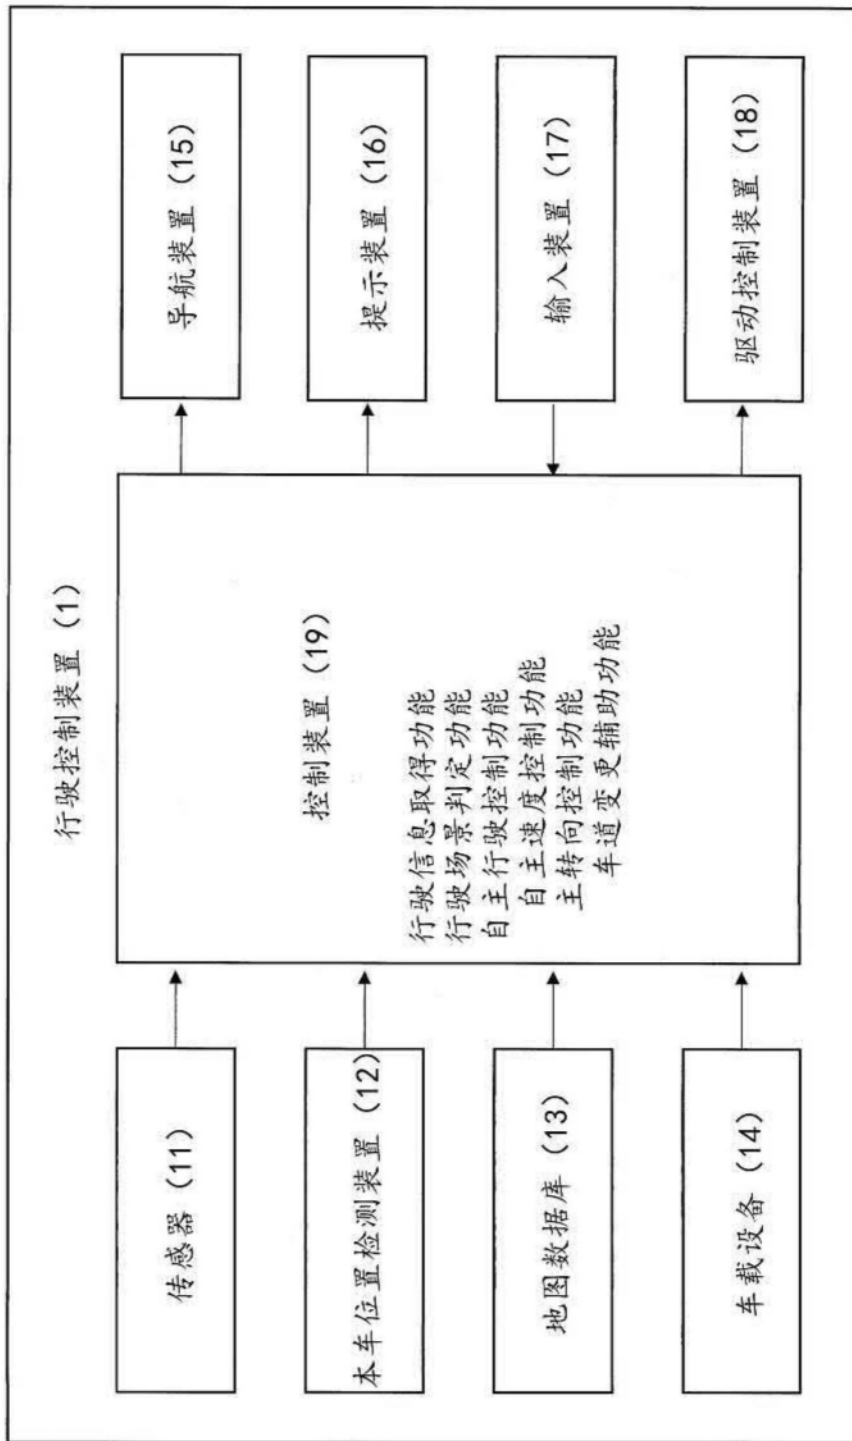 行驶控制装置 (1)
传感器 (11)
本车位置检测装置 (12)
地图数据库 (13)
车载设备 (14)
控制装置 (19)
行驶信息取得功能
行驶场景判定功能
自主行驶控制功能
自主速度控制功能
主转向控制功能
车道变更辅助功能
导航装置 (15)
提示装置 (16)
输入装置 (17)
驱动控制装置 (18)